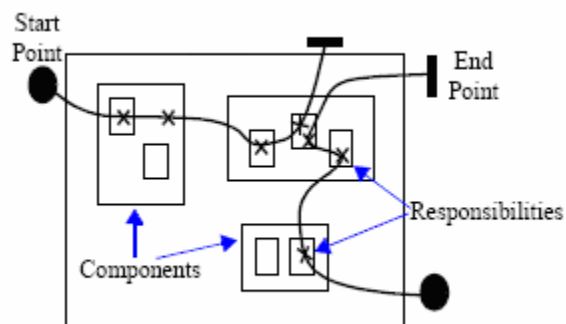 Start
Point
End
Point
Responsibilities
Components